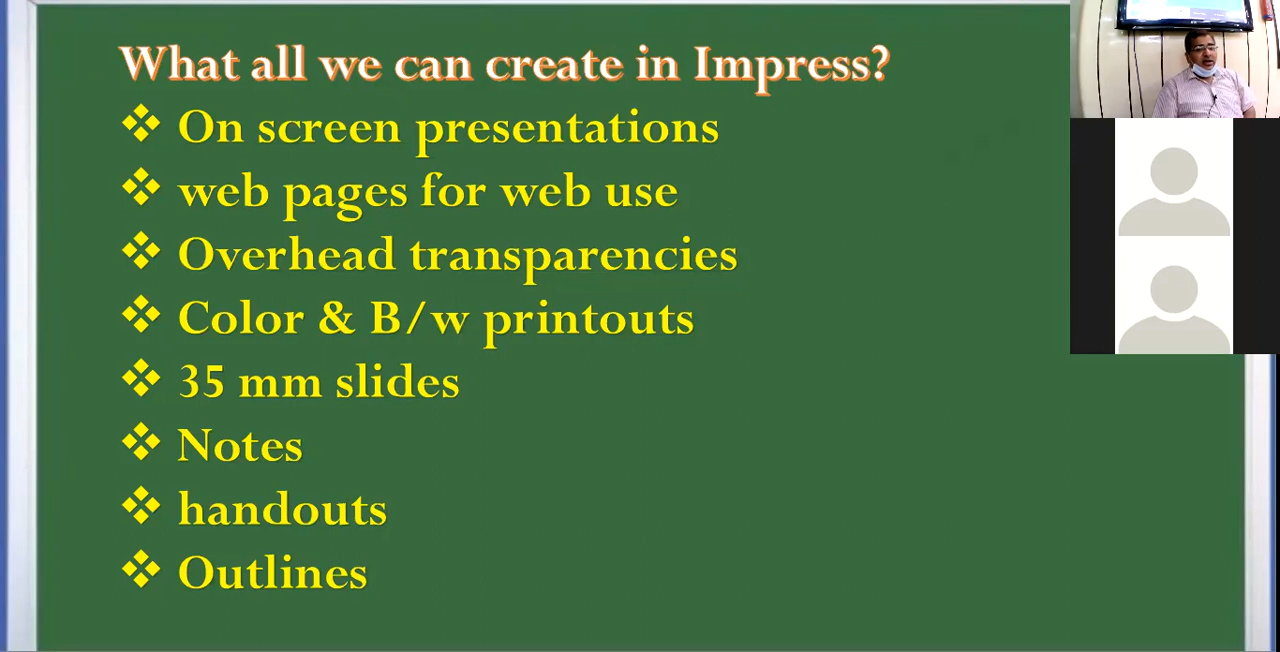 What all we can create in Impress?
❖ On screen presentations
❖ web pages for web use
❖ Overhead transparencies
❖ Color & B/w printouts
❖ 35 mm slides
❖ Notes
❖ handouts
❖ Outlines